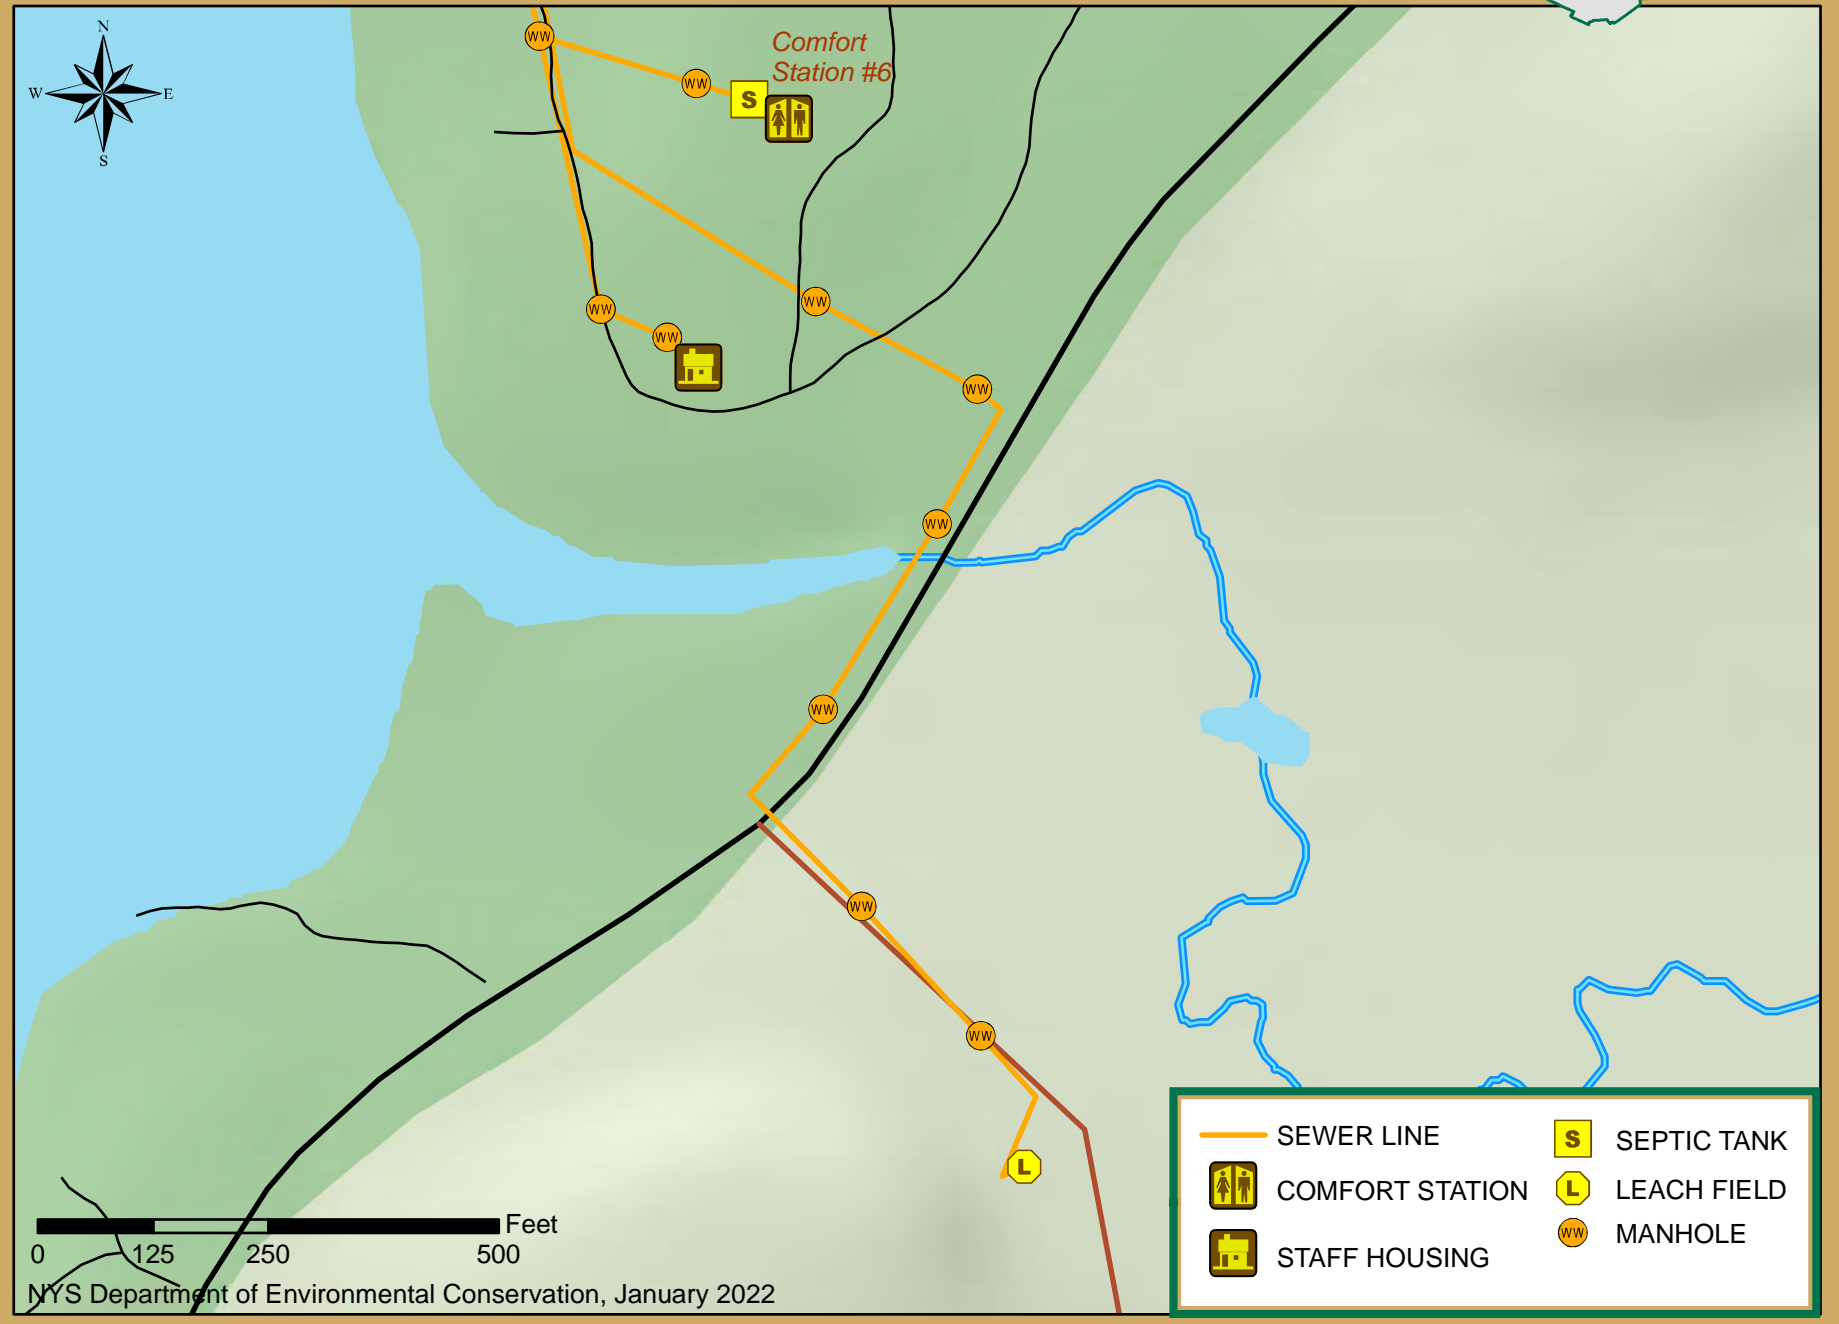 N
W
E
S
WW
WW
S
Comfort
Station #6
WW
WW
WW
WW
WW
WW
WW
WW
L
SEWER LINE
COMFORT STATION
STAFF HOUSING
S
SEPTIC TANK
L
LEACH FIELD
WW
MANHOLE
Feet
0
125
250
500
NYS Department of Environmental Conservation, January 2022